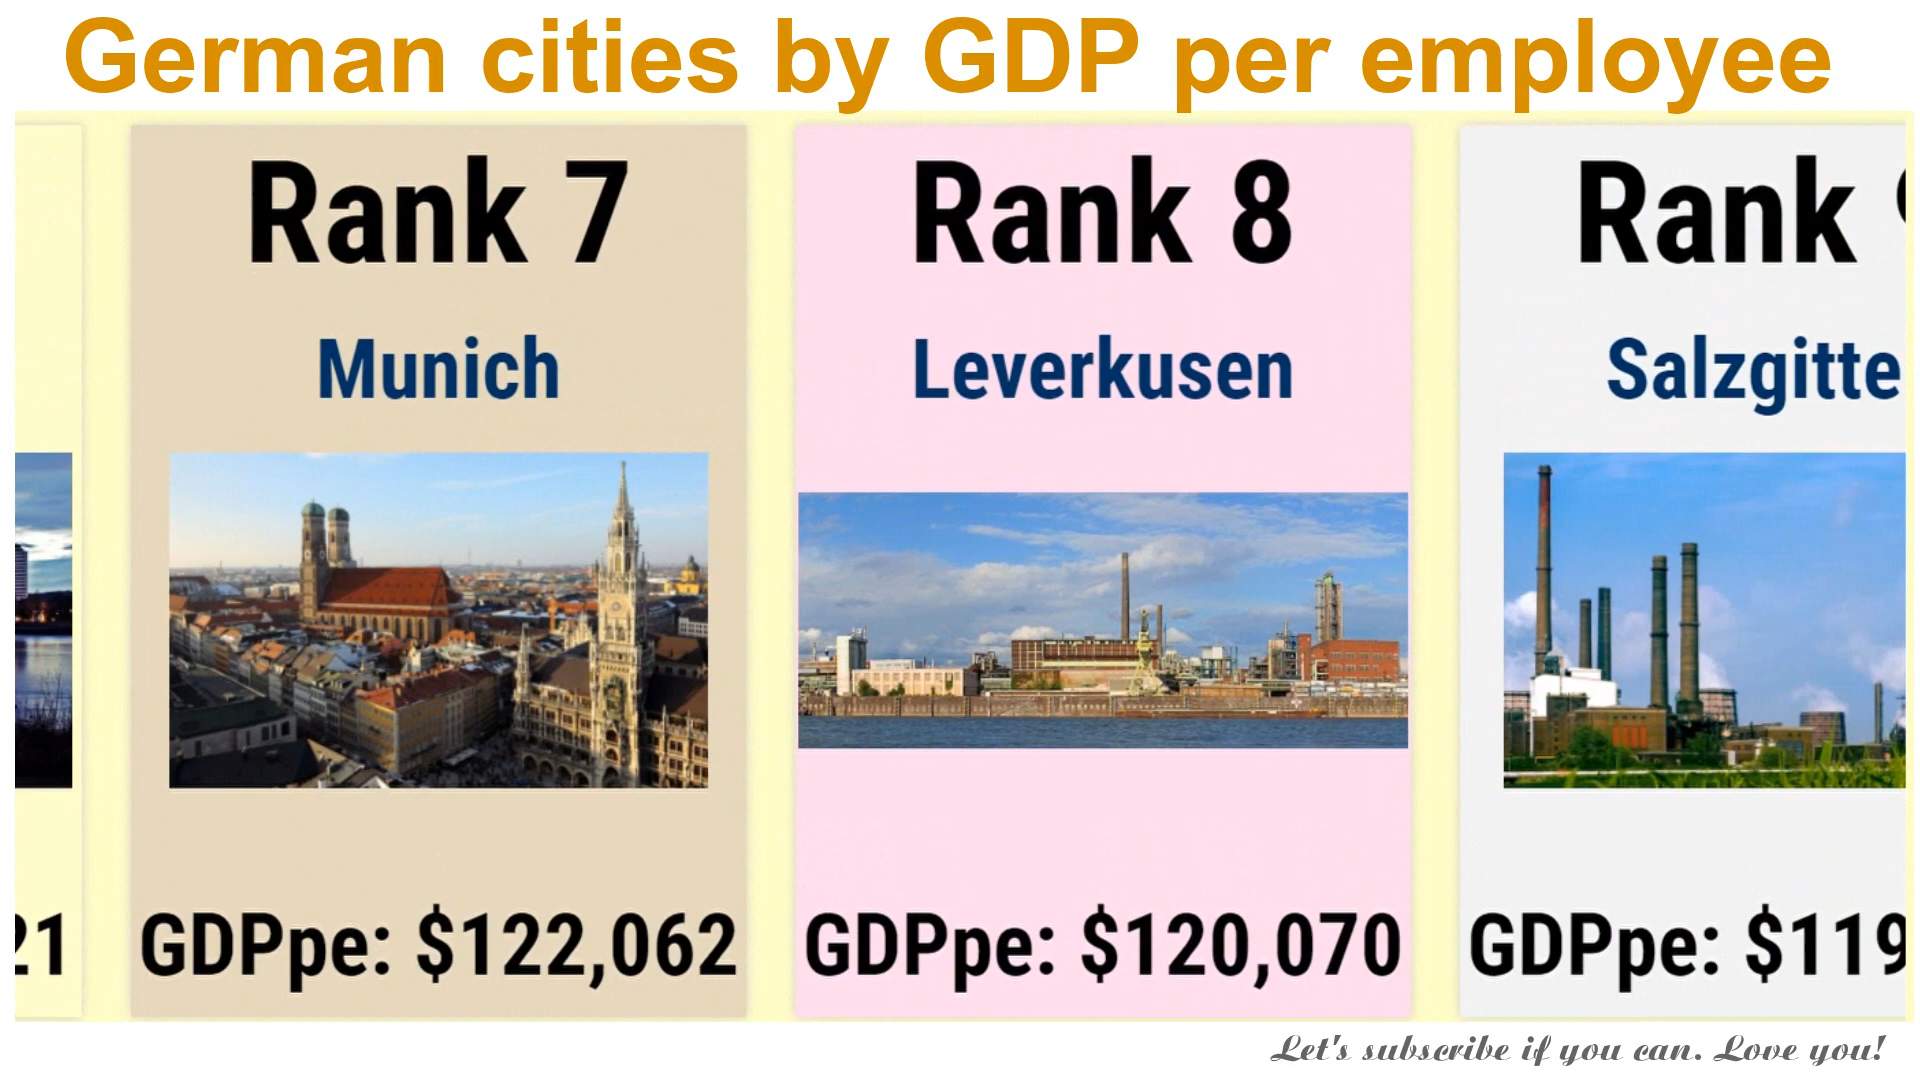 German cities by GDP per employee
Rank 7
Rank 8
Rank
Munich
Leverkusen
Salzgitte
21
GDPpe: $122,062
GDPpe: $120,070
GDPpe: $119
Let's subscribe if you can. Love you!